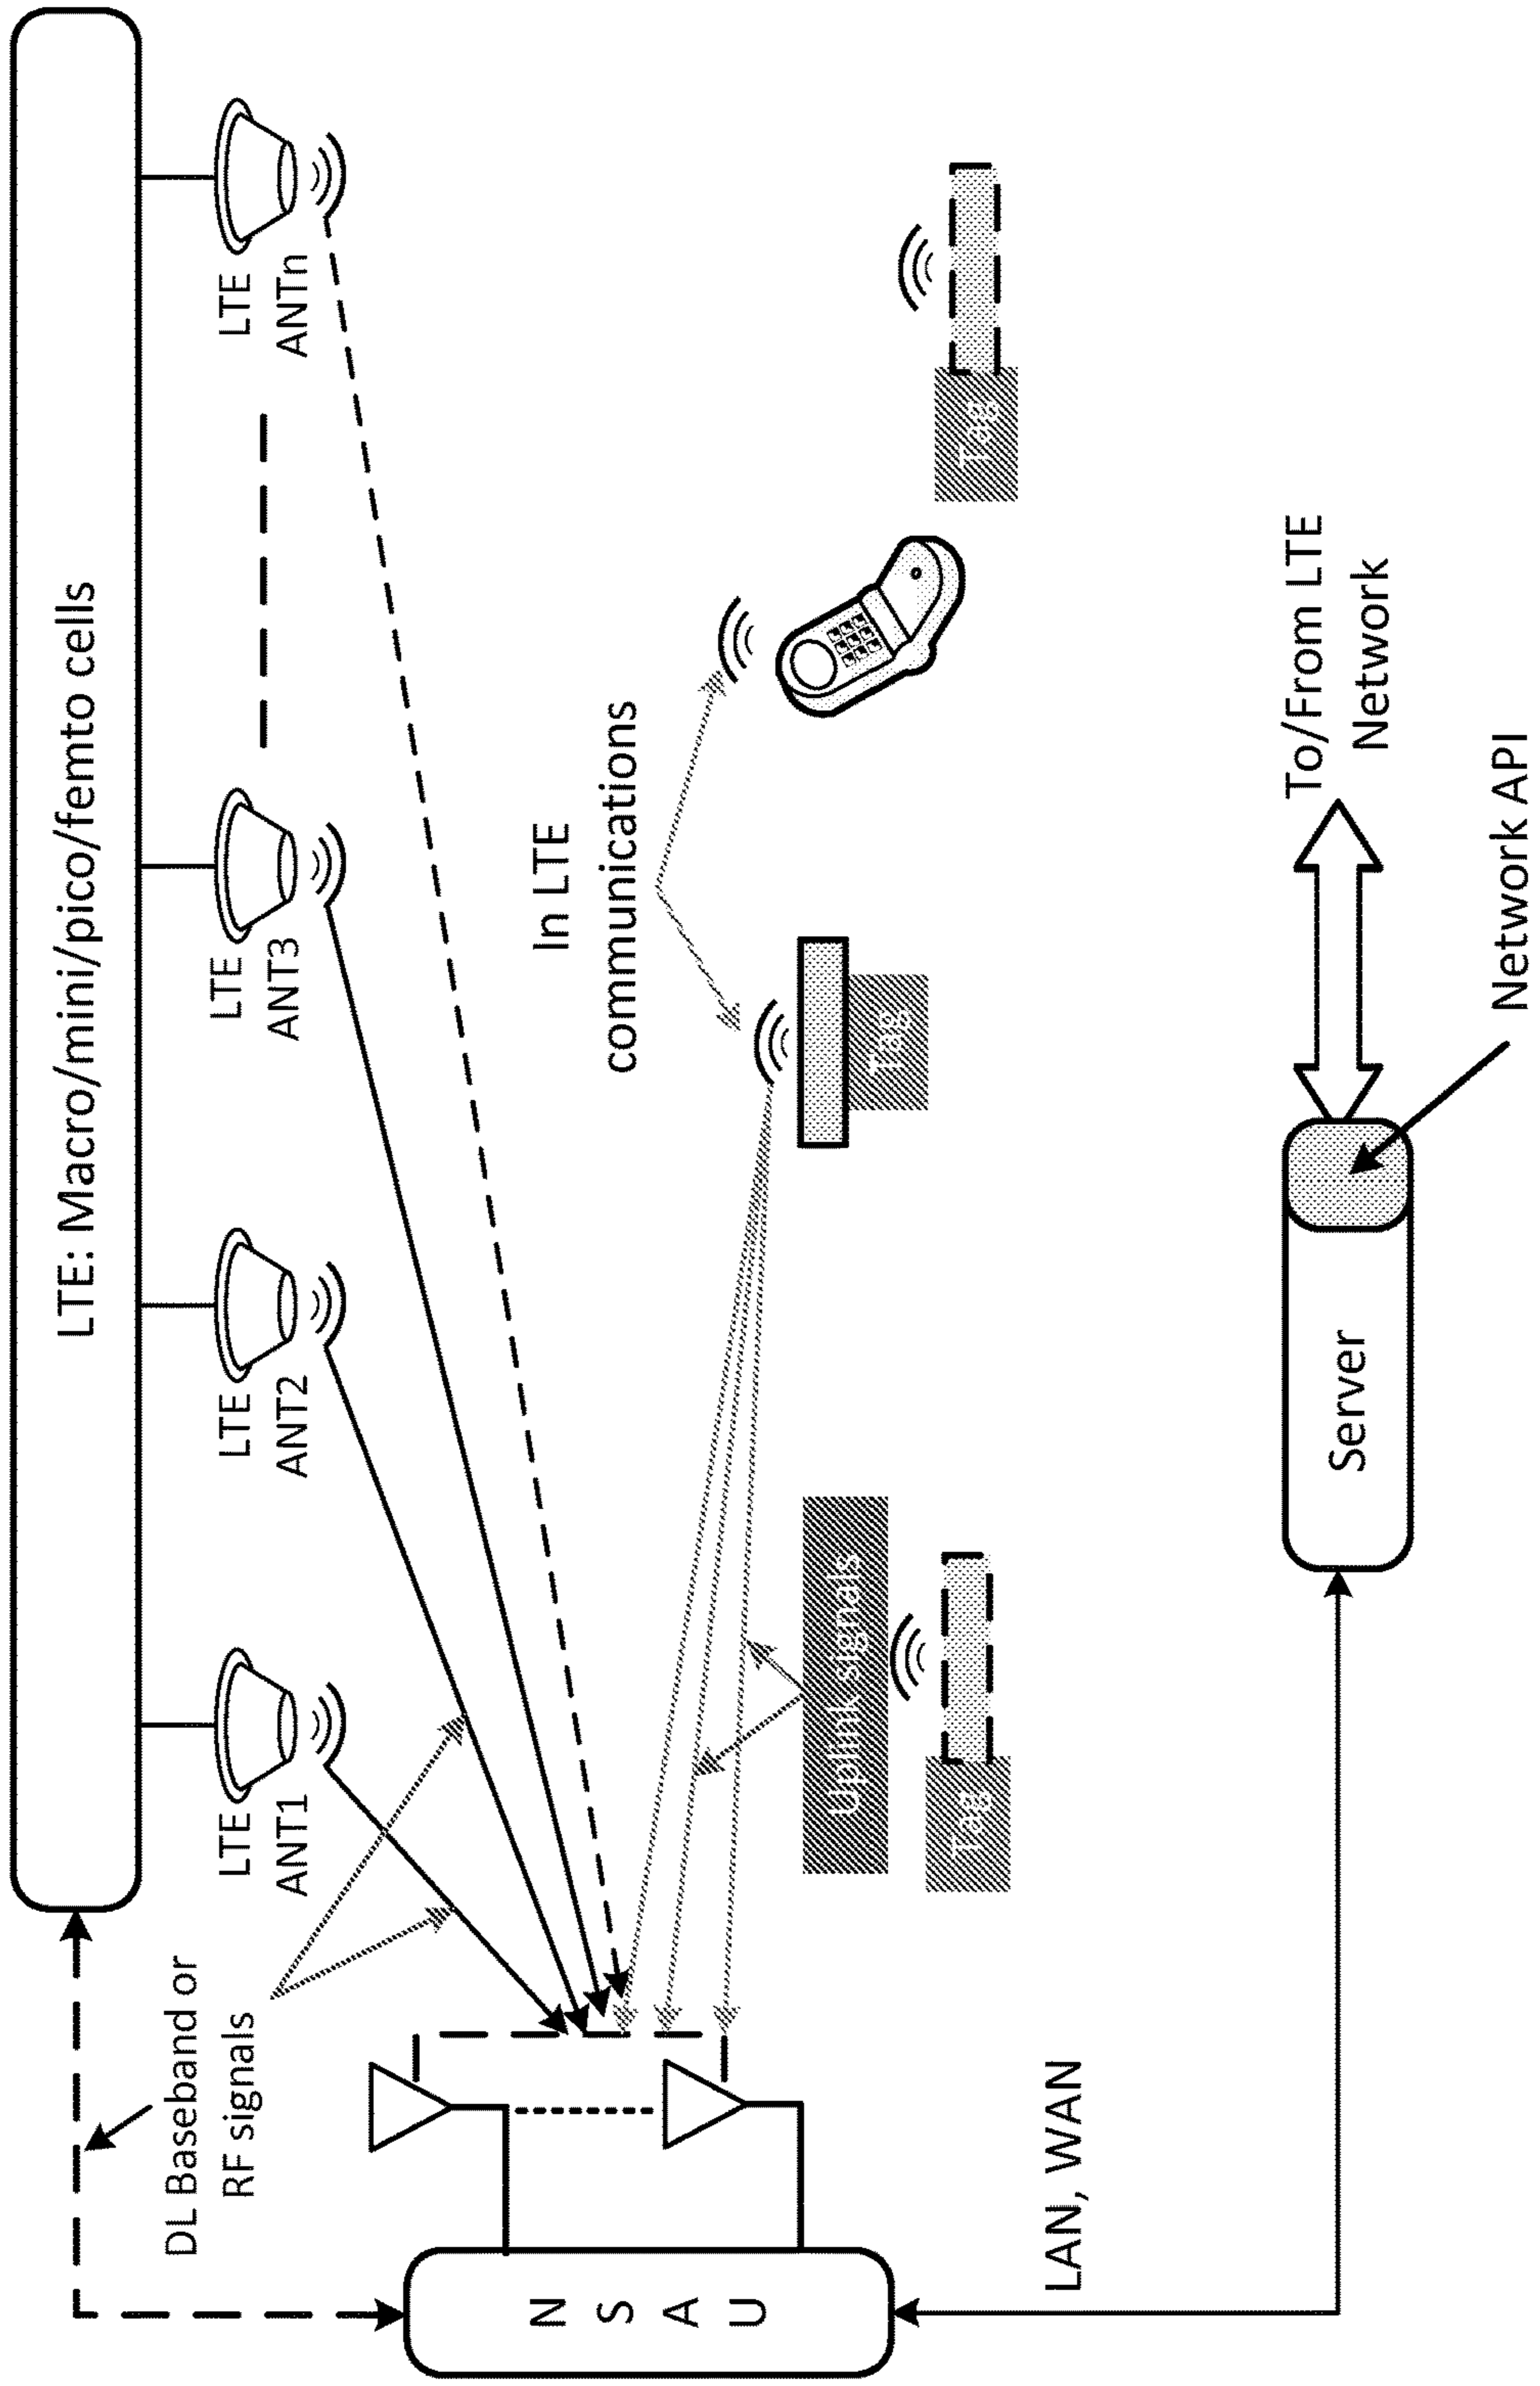 LTE: Macro/mini/pico/femto cells
DL Baseband or
RF signals
LTE
ANT1
LTE
ANT2
LTE
ANT3
LTE
ANTn
N
S
A
U
In LTE
communications
Uplink signals
Tag
Tag
Tag
LAN, WAN
Server
To/From LTE
Network
Network API